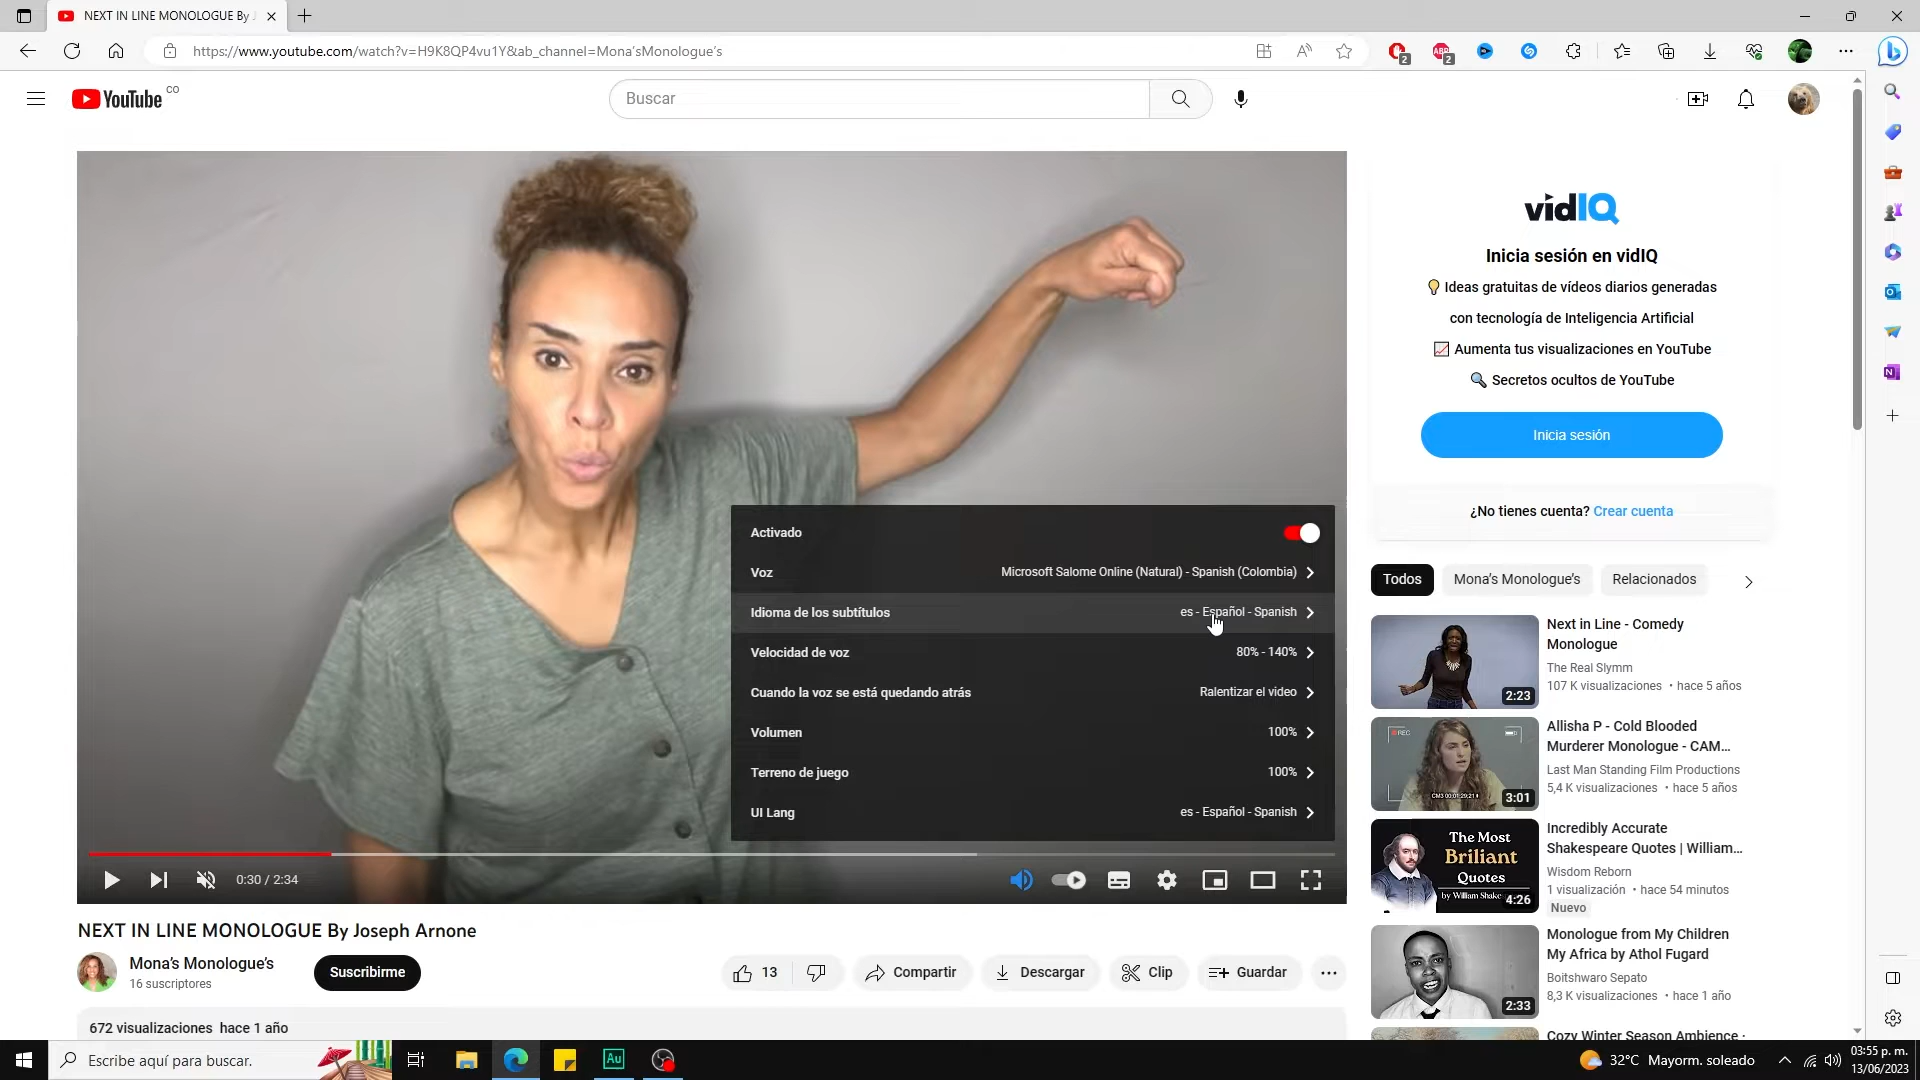 NEXT IN LINE MONOLOGUE By
https://www.youtube.com/watch?v=H9K8QP4vu1Y&ab_channel=Mona'sMonologue's
2
2
YouTube CO
Buscar
vidIQ
Inicia sesión en vidIQ
Ideas gratuitas de vídeos diarios generadas
con tecnología de Inteligencia Artificial
Aumenta tus visualizaciones en YouTube
Secretos ocultos de YouTube
Inicia sesión
¿No tienes cuenta? Crear cuenta
Activado
Voz Microsoft Salome Online (Natural) - Spanish (Colombia)
Idioma de los subtítulos es - Español - Spanish
Velocidad de voz 80% - 140%
Cuando la voz se está quedando atrás Ralentizar el video
Volumen 100%
Terreno de juego 100%
UI Lang es - Español - Spanish
0:30 / 2:34
NEXT IN LINE MONOLOGUE By Joseph Arnone
Mona's Monologue's
16 suscriptores
Suscribirme
13
Compartir
Descargar
Clip
Guardar
672 visualizaciones hace 1 año
Todos Mona's Monologue's Relacionados
2:23
Next in Line - Comedy
Monologue
The Real Slymm
107 K visualizaciones • hace 5 años
REC
3:01
Allisha P - Cold Blooded
Murderer Monologue - CAM...
Last Man Standing Film Productions
5,4 K visualizaciones • hace 5 años
The Most
Briliant
Quotes
by William Shake
4:26
Incredibly Accurate
Shakespeare Quotes | William...
Wisdom Reborn
1 visualización • hace 54 minutos
Nuevo
2:33
Monologue from My Children
My Africa by Athol Fugard
Boitshwaro Sepato
8,3 K visualizaciones • hace 1 año
Cozy Winter Season Ambience ·
Escribe aquí para buscar.
Au
32°C Mayorm. soleado
03:55 p. m.
13/06/2023